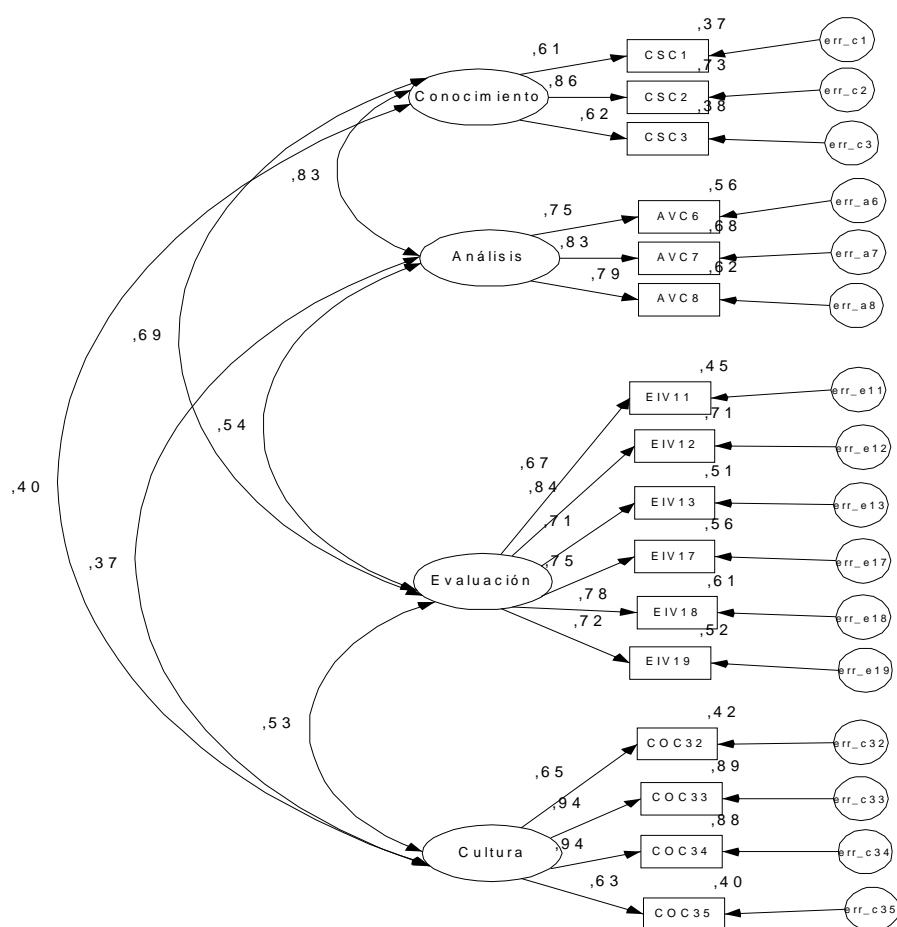 ,37
err_c1
,61
CSC1
,73
,86
err_c2
Conocimiento
CSC2
,38
,62
CSC3
err_c3
,83
,56
err_a6
,75
AVC6
,68
,83
err_a7
Análisis
AVC7
,62
,79
AVC8
err_a8
,69
,45
err_e11
EIV11
,71
,54
EIV12
err_e12
,67
,51
,84
EIV13
err_e13
,40
,71
,56
,37
,75
EIV17
err_e17
Evaluación
,61
,78
EIV18
err_e18
,72
,52
EIV19
err_e19
,53
,42
COC32
err_c32
,65
,89
,94
COC33
err_c33
,88
Cultura
,94
COC34
err_c34
,63
,40
COC35
err_c35